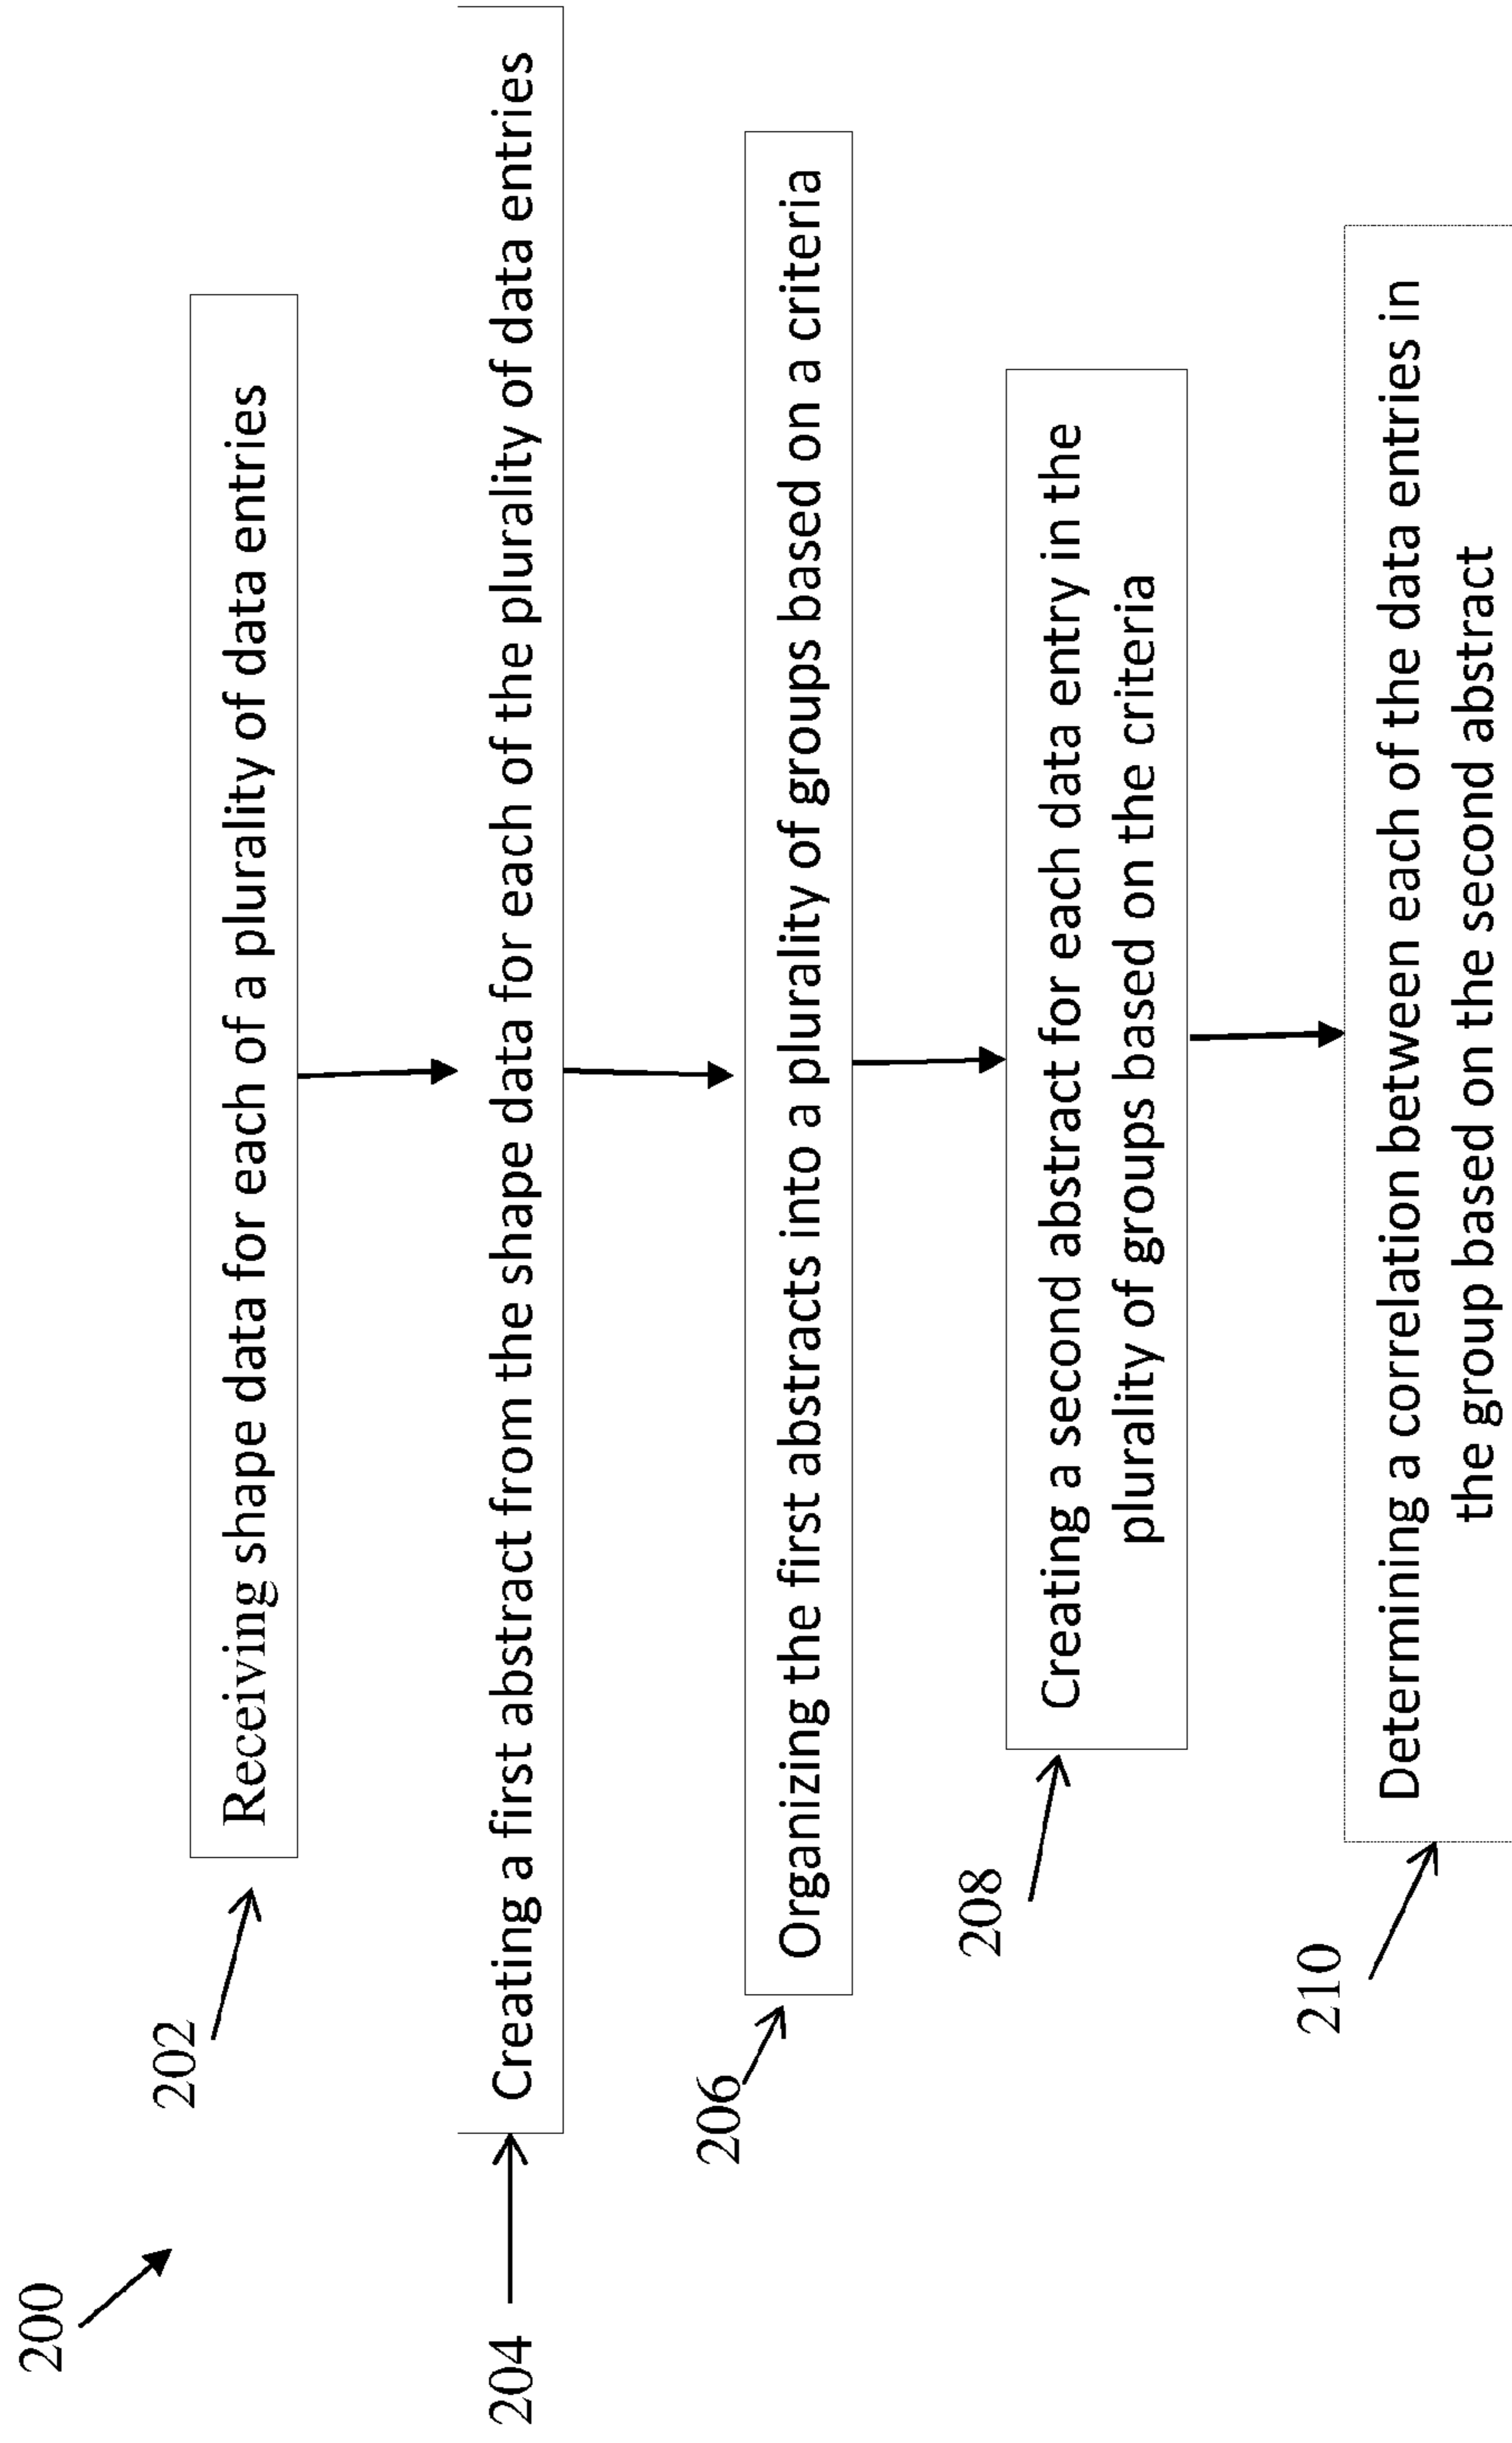 200
202
Receiving shape data for each of a plurality of data entries
204
Creating a first abstract from the shape data for each of the plurality of data entries
206
Organizing the first abstracts into a plurality of groups based on a criteria
208
Creating a second abstract for each data entry in the
plurality of groups based on the criteria
210
Determining a correlation between each of the data entries in
the group based on the second abstract